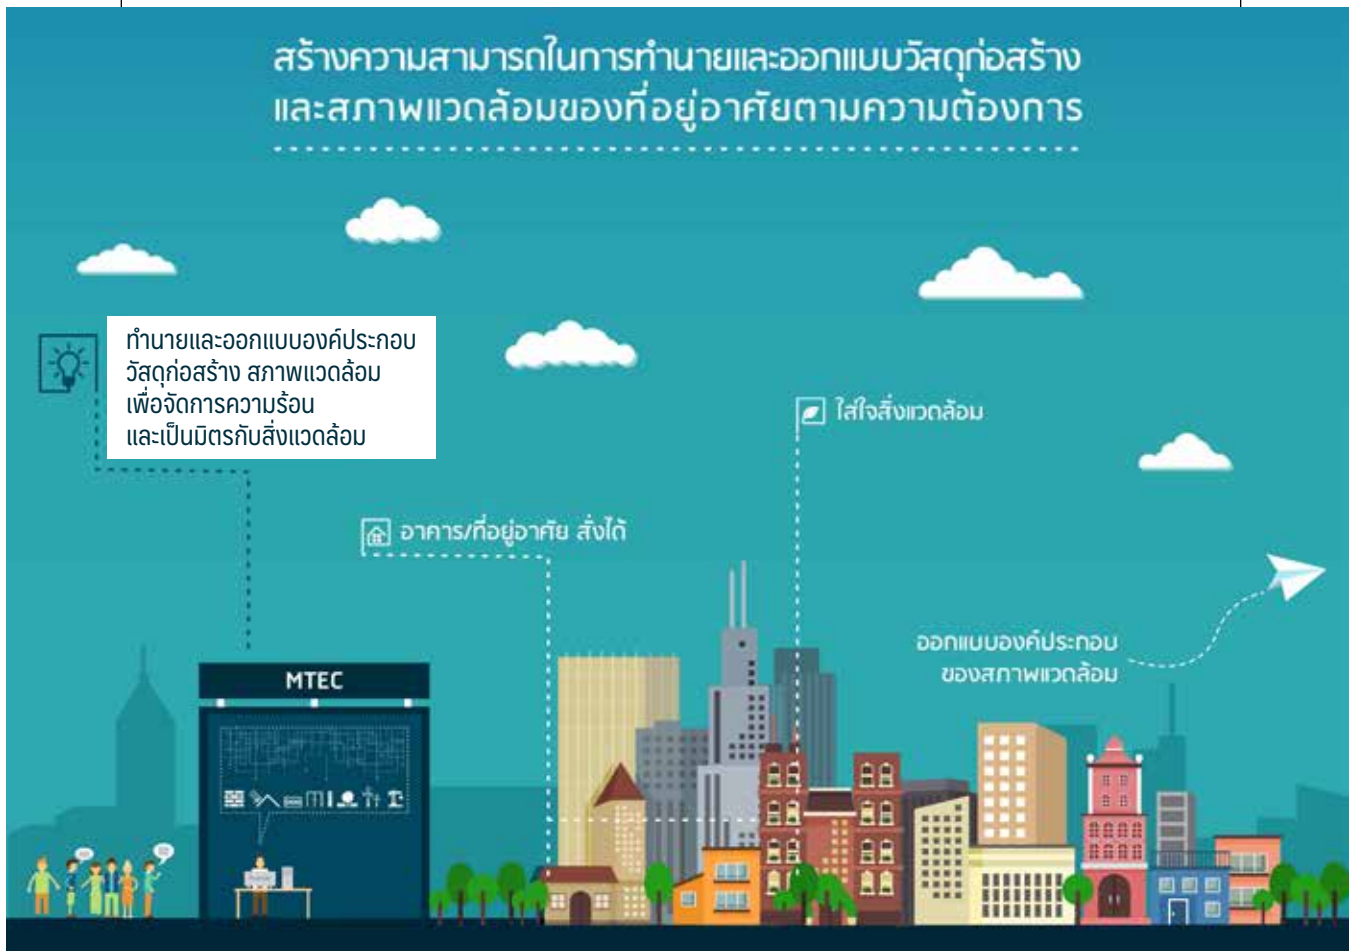 สร้างความสามารถในการทำนายและออกแบบวัสดุก่อสร้าง
และสภาพแวดล้อมของที่อยู่อาศัยตามความต้องการ
ทำนายและออกแบบองค์ประกอบ
วัสดุก่อสร้าง สภาพแวดล้อม
เพื่อจัดการความร้อน
และเป็นมิตรกับสิ่งแวดล้อม
ใส่ใจสิ่งแวดล้อม
อาคาร/ที่อยู่อาศัย สั่งได้
ออกแบบองค์ประกอบ
ของสภาพแวดล้อม
MTEC